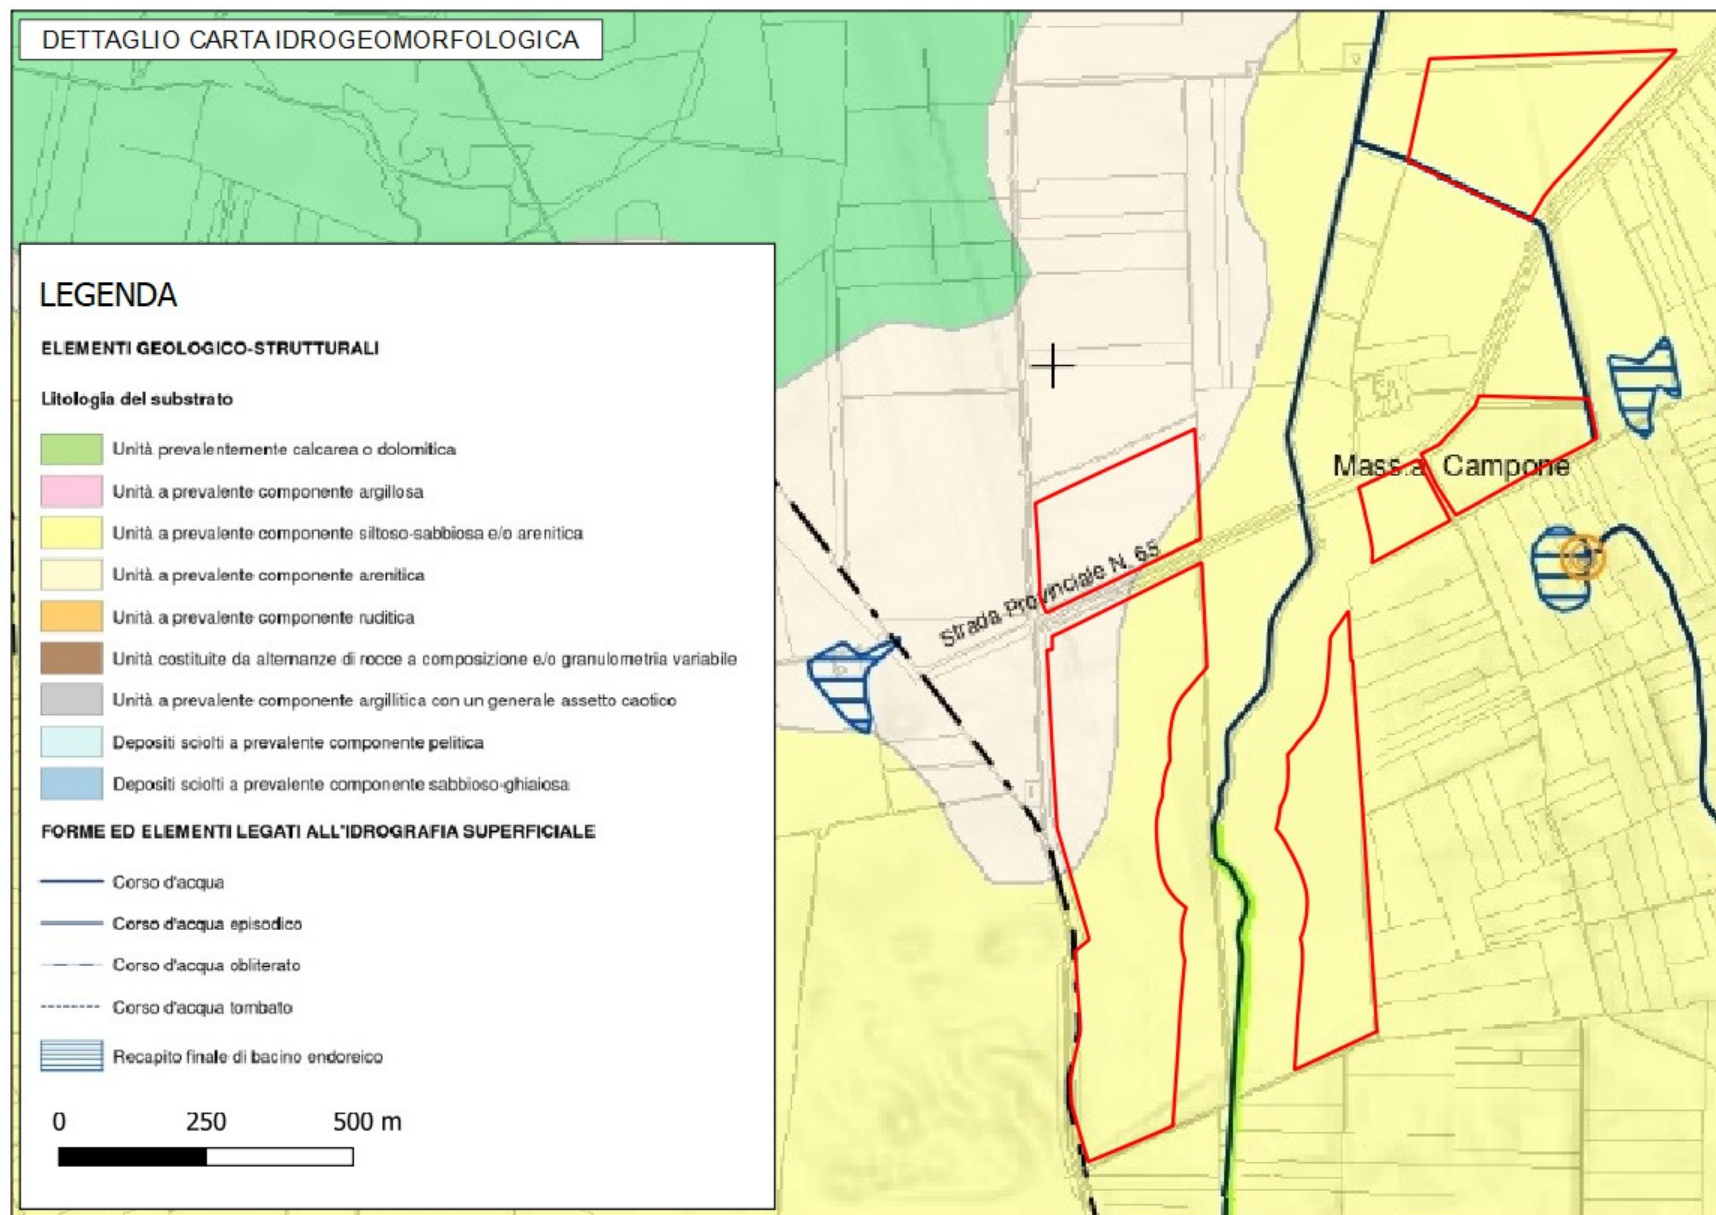 DETTAGLIO CARTA IDROGEOMORFOLOGICA
LEGENDA
ELEMENTI GEOLOGICO-STRUTTURALI
Litologia del substrato
Unità prevalentemente calcarea o dolomitica
Unità a prevalente componente argillosa
Unità a prevalente componente siltoso-sabbiosa e/o arenitica
Unità a prevalente componente arenitica
Unità a prevalente componente ruditica
Unità costituite da alternanze di rocce a composizione e/o granulometria variabile
Unità a prevalente componente argillitica con un generale assetto caotico
Depositi sciolti a prevalente componente pelitica
Depositi sciolti a prevalente componente sabbioso-ghiaiosa
FORME ED ELEMENTI LEGATI ALL'IDROGRAFIA SUPERFICIALE
Corso d'acqua
Corso d'acqua episodico
Corso d'acqua obliterato
Corso d'acqua tombato
Recapito finale di bacino endoreico
0 250 500 m
Mass.a Campone
Strada Provinciale N. 65